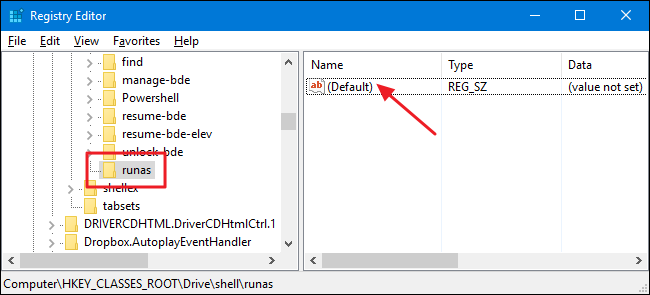 Registry Editor
File Edit View Favorites Help
find
manage-bde
Powershell
resume-bde
resume-bde-elev
unlock-bde
runas
shellex
tabsets
DRIVERCDHTML.DriverCDHtmlCtrl.1
Dropbox.AutoplayEventHandler
Name Type Data
ab (Default) REG_SZ (value not set)
Computer\HKEY_CLASSES_ROOT\Drive\shell\runas